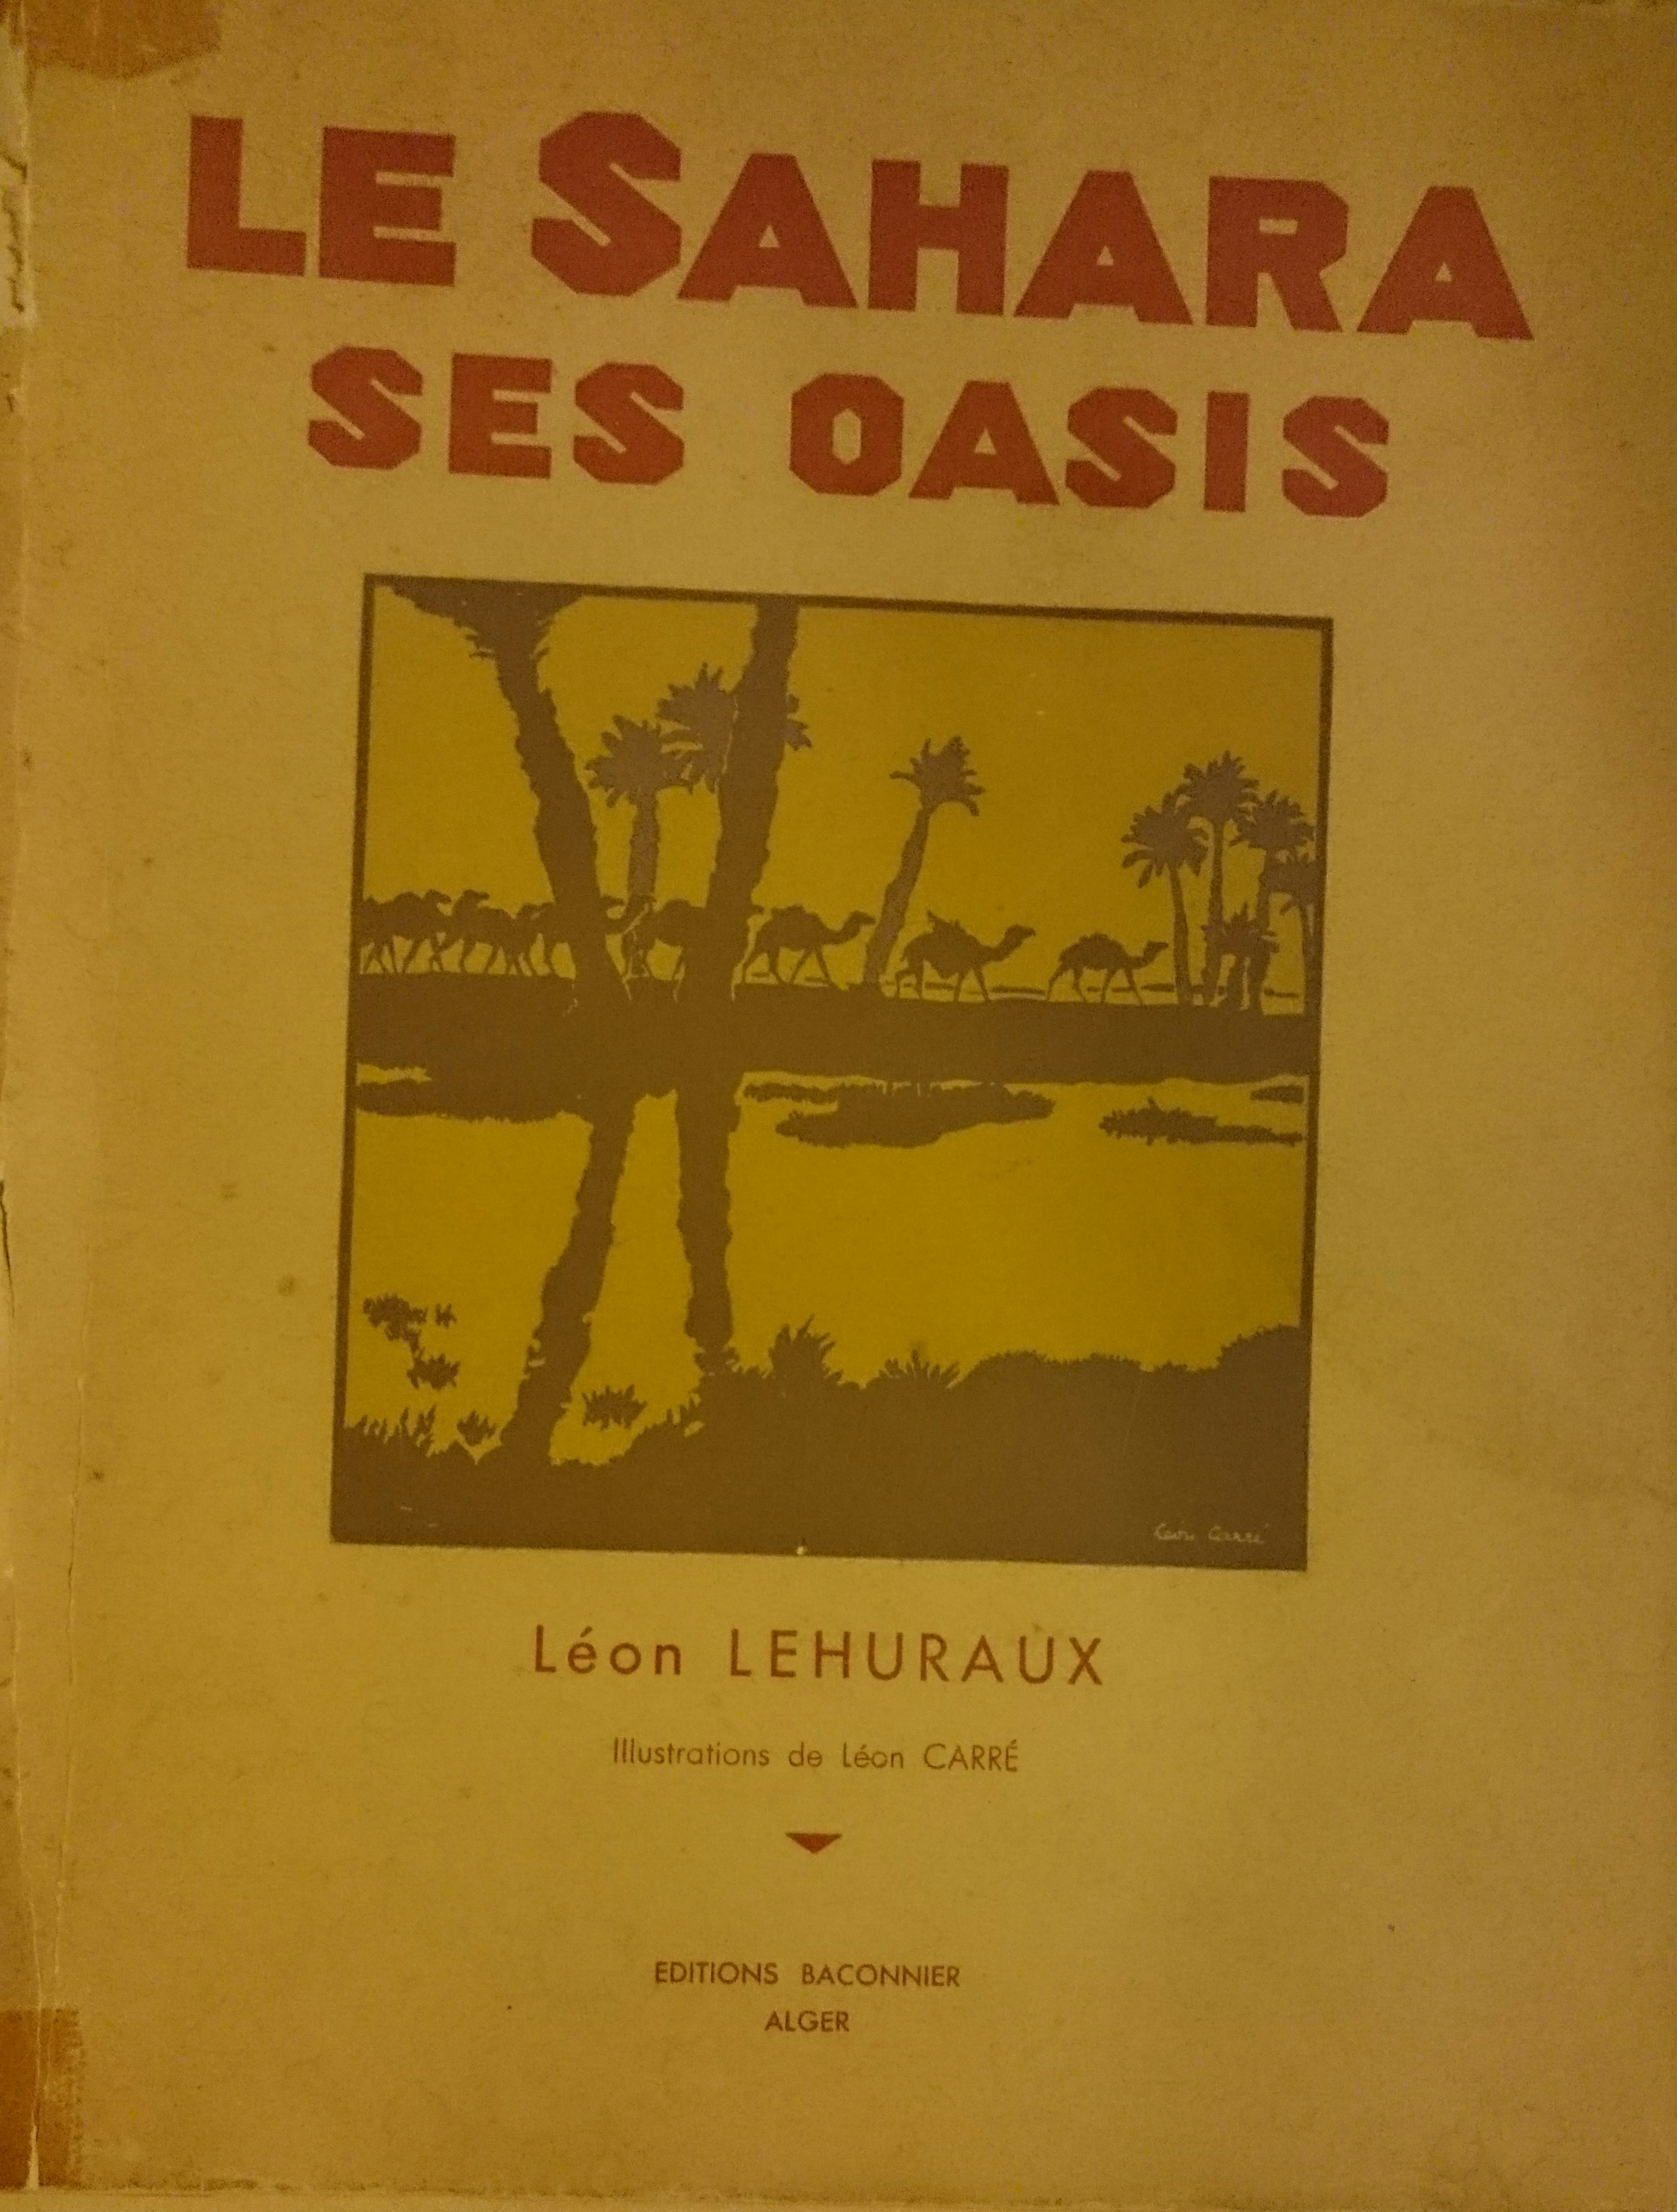 LE SAHARA
SES OASIS
Léon Carré
Léon LEHURAUX
Illustrations de Léon CARRÉ
EDITIONS BACONNIER
ALGER